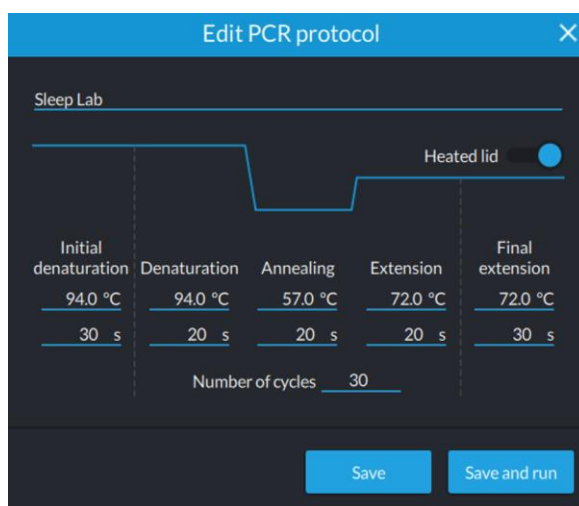 Edit PCR protocol
Sleep Lab
Heated lid
Initial denaturation
Denaturation
Annealing
Extension
Final extension
94.0 °C
94.0 °C
57.0 °C
72.0 °C
72.0 °C
30 s
20 s
20 s
20 s
30 s
Number of cycles 30
Save
Save and run